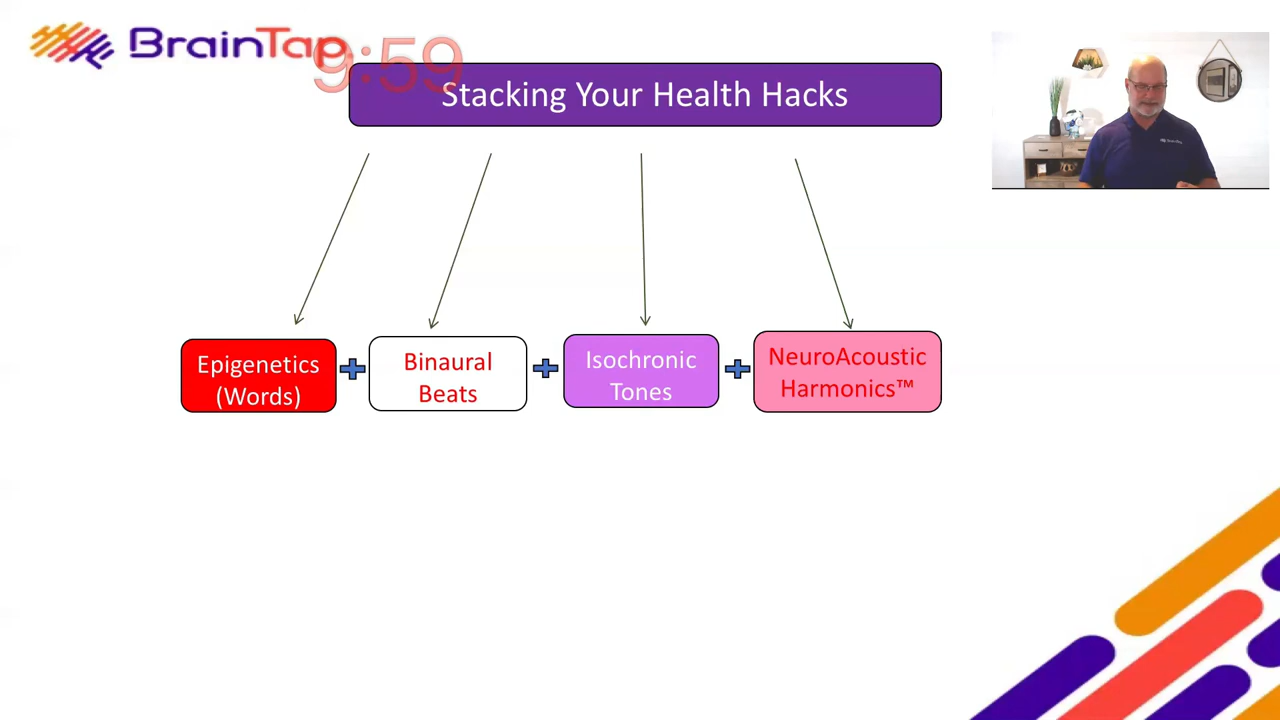 BrainTap
9:59
Stacking Your Health Hacks
Epigenetics
(Words)
Binaural
Beats
Isochronic
Tones
NeuroAcoustic
Harmonics™